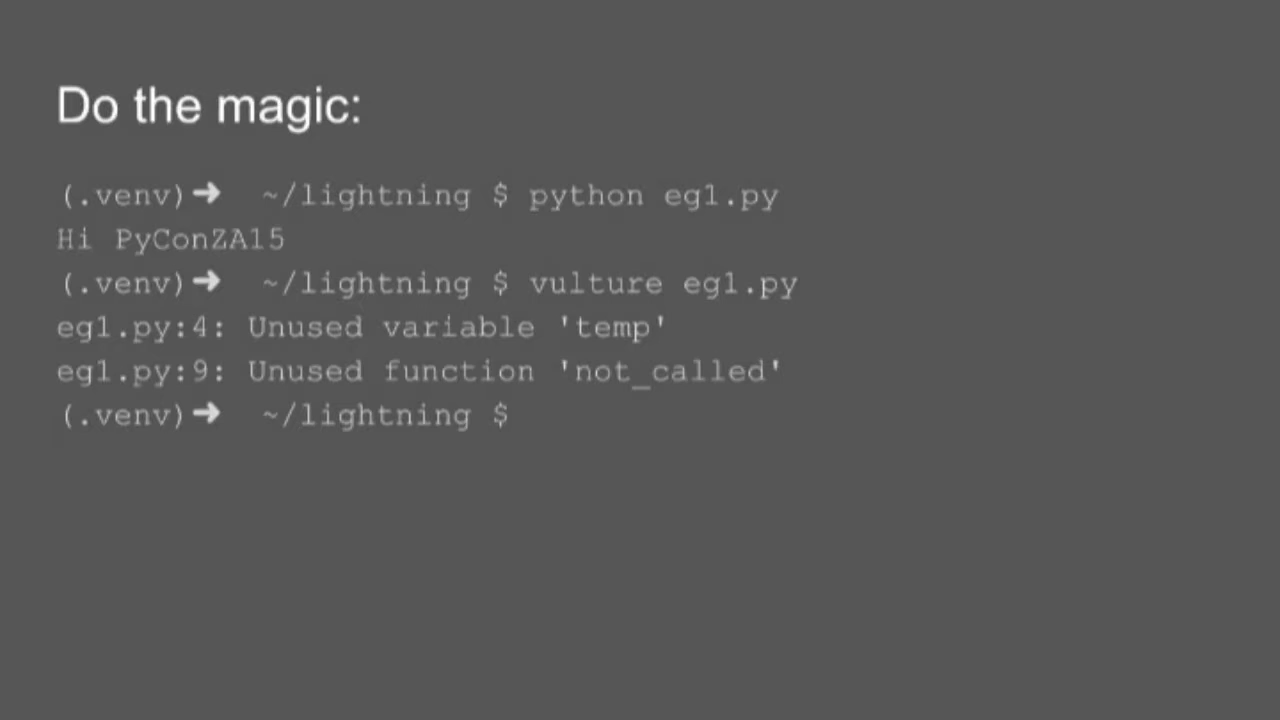 Do the magic:
(.venv)➜ ~/lightning $ python eg1.py
Hi PyConZA15
(.venv)➜ ~/lightning $ vulture eg1.py
eg1.py:4: Unused variable 'temp'
eg1.py:9: Unused function 'not_called'
(.venv)➜ ~/lightning $